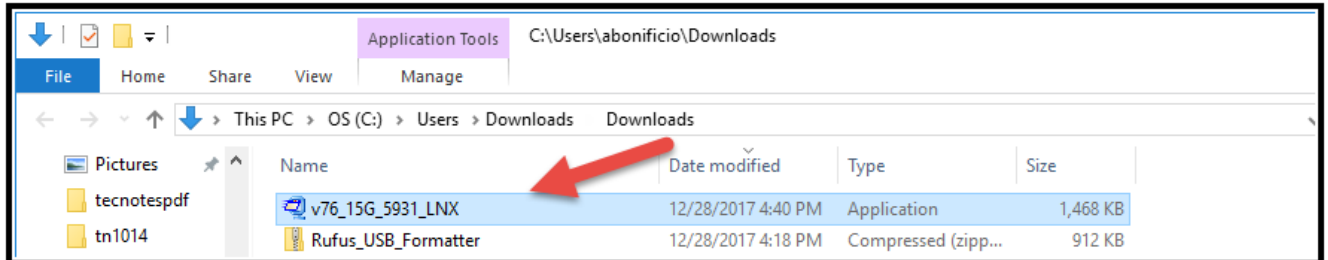 Application Tools C:\Users\abonificio\Downloads
File Home Share View Manage
This PC > OS (C:) > Users > Downloads Downloads
Pictures
Name Date modified Type Size
tecnotespdf
v76_15G_5931_LNX 12/28/2017 4:40 PM Application 1,468 KB
tn1014
Rufus_USB_Formatter 12/28/2017 4:18 PM Compressed (zipp... 912 KB